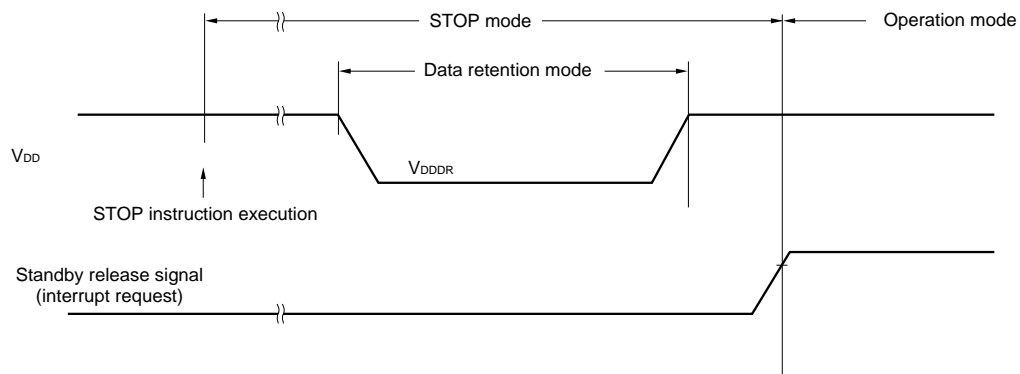 STOP mode
Operation mode
Data retention mode
VDD
VDDDR
STOP instruction execution
Standby release signal
(interrupt request)